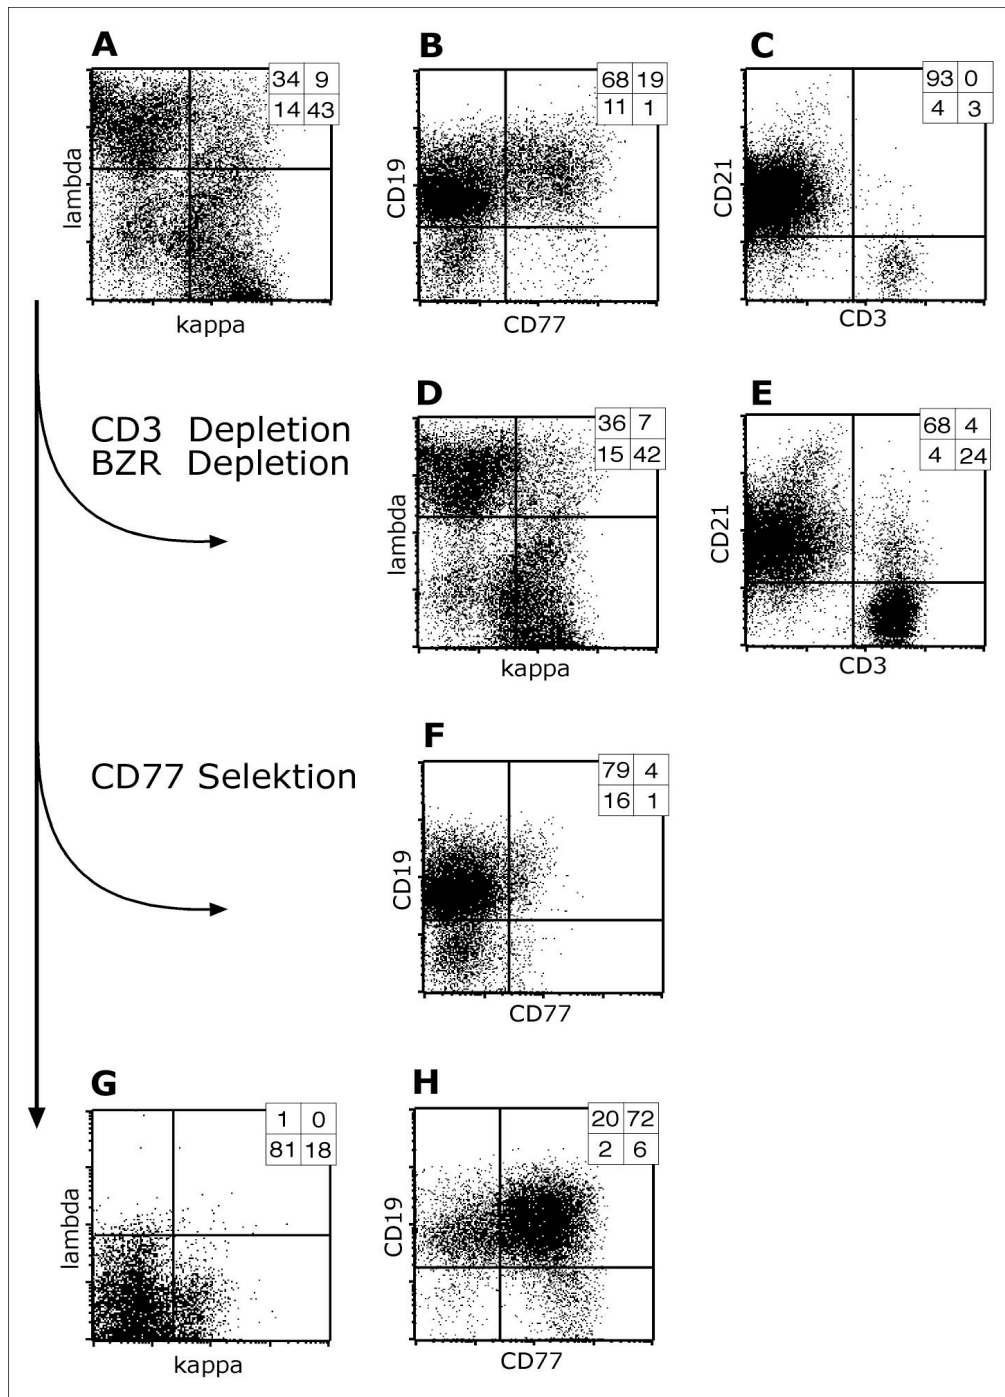 A
B
C
34 9
14 43
68 19
11 1
93 0
4 3
lambda
CD19
CD21
kappa
CD77
CD3
D
E
CD3 Depletion
BZR Depletion
36 7
15 42
68 4
4 24
lambda
CD21
kappa
CD3
F
CD77 Selektion
79 4
16 1
CD19
CD77
G
H
1 0
81 18
20 72
2 6
lambda
CD19
kappa
CD77